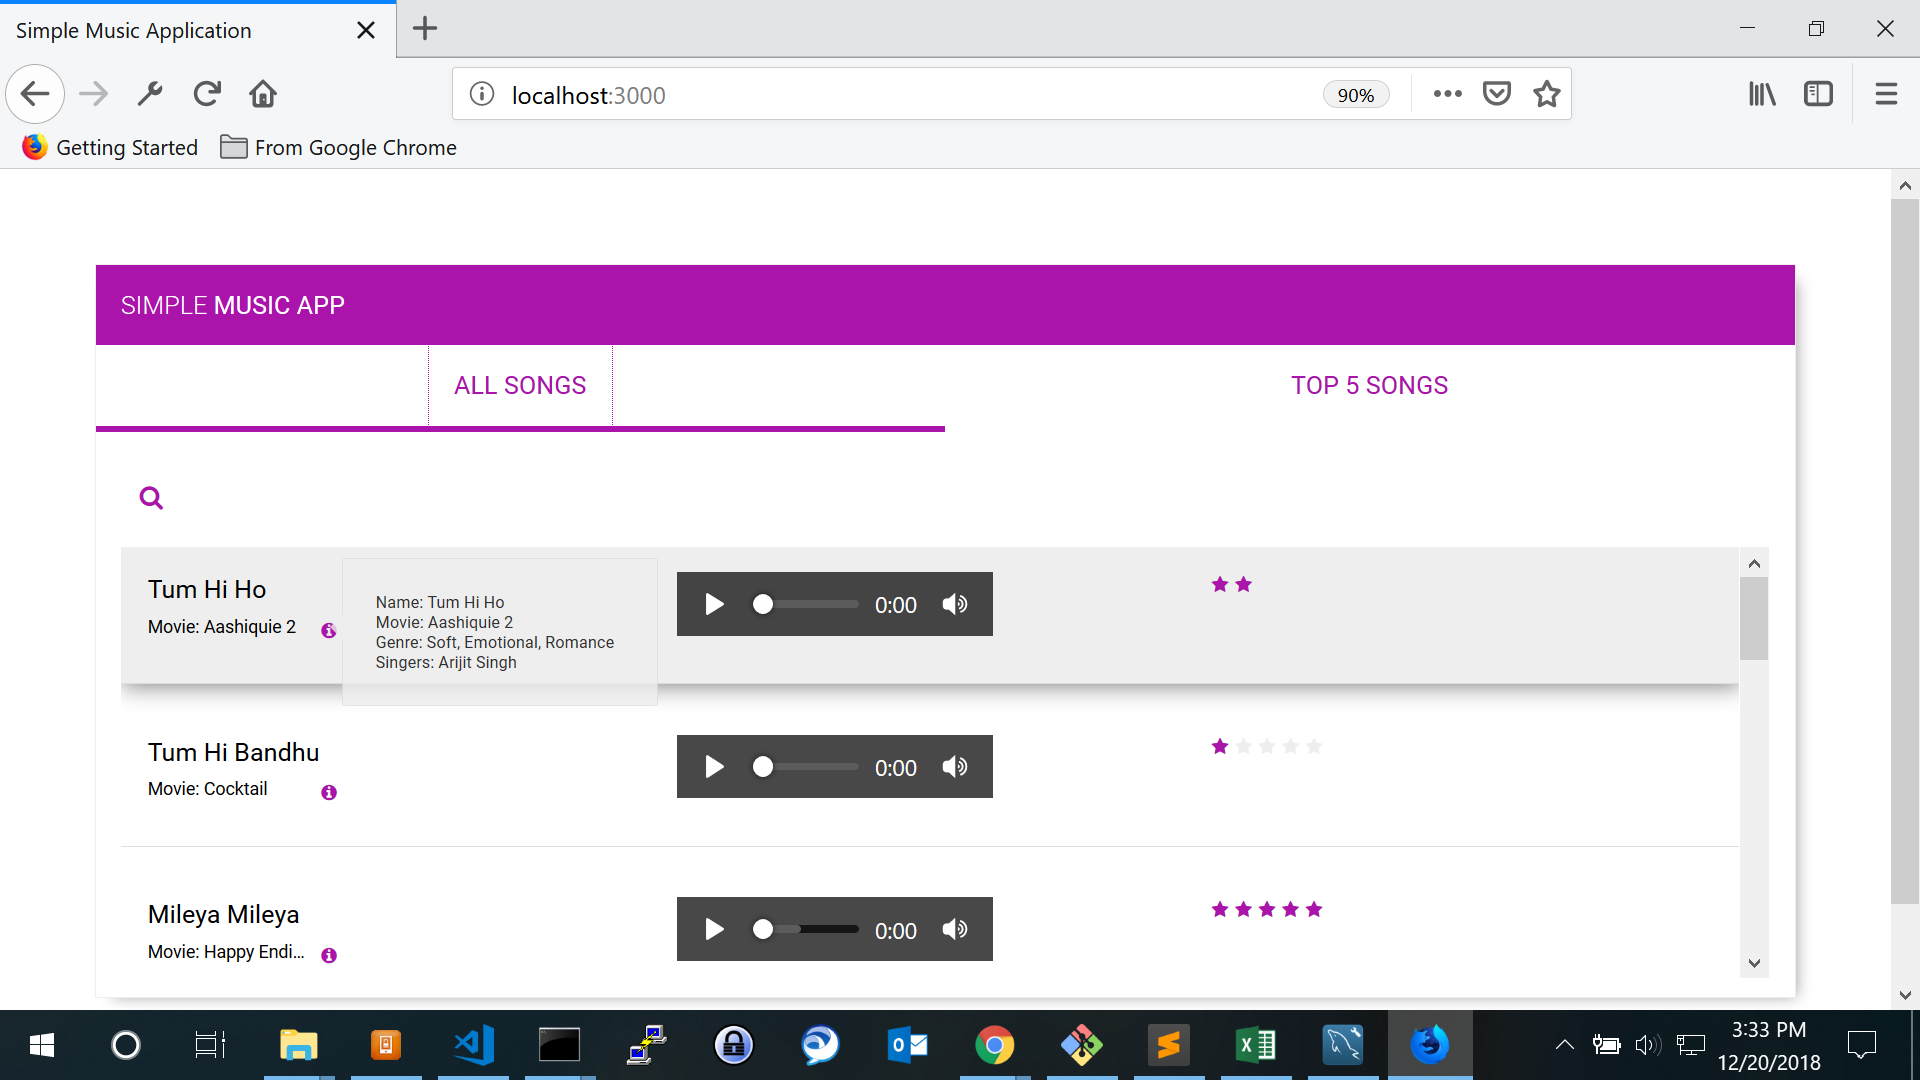 Simple Music Application
localhost:3000
90%
Getting Started
From Google Chrome
SIMPLE MUSIC APP
ALL SONGS
TOP 5 SONGS
Tum Hi Ho
Movie: Aashiquie 2
Name: Tum Hi Ho
Movie: Aashiquie 2
Genre: Soft, Emotional, Romance
Singers: Arijit Singh
0:00
Tum Hi Bandhu
Movie: Cocktail
0:00
Mileya Mileya
Movie: Happy Endi...
0:00
3:33 PM
12/20/2018